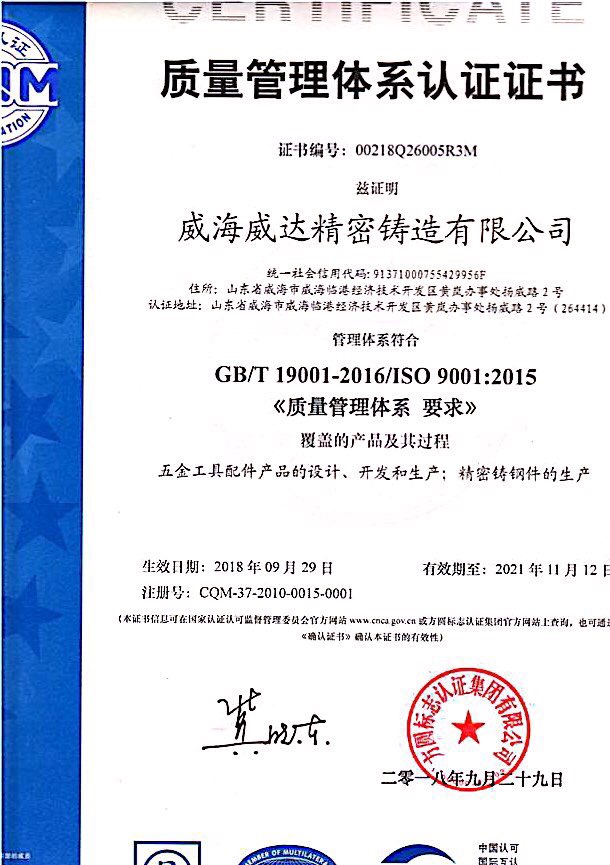 CERTIFICATE
认证
QM
ATION
质量管理体系认证证书
证书编号：00218Q26005R3M
兹证明
威海威达精密铸造有限公司
统一社会信用代码：91371000755429956F
住所：山东省威海市威海临港经济技术开发区黄岚办事处扬威路2号
认证地址：山东省威海市威海临港经济技术开发区黄岚办事处扬威路2号（264414）
管理体系符合
GB/T 19001-2016/ISO 9001:2015
《质量管理体系 要求》
覆盖的产品及其过程
五金工具配件产品的设计、开发和生产；精密铸钢件的生产
生效日期：2018年09月29日
有效期至：2021年11月12日
注册号：CQM-37-2010-0015-0001
（本证书信息可在国家认证认可监督管理委员会官方网站 www.cnca.gov.cn 或方圆标志认证集团官方网站上查询，也可通
《确认证书》确认本证书的有效性）
方圆标志认证集团有限公司
二零一八年九月二十九日
MEMBER OF MULTILATERA
中国认可
国际互认